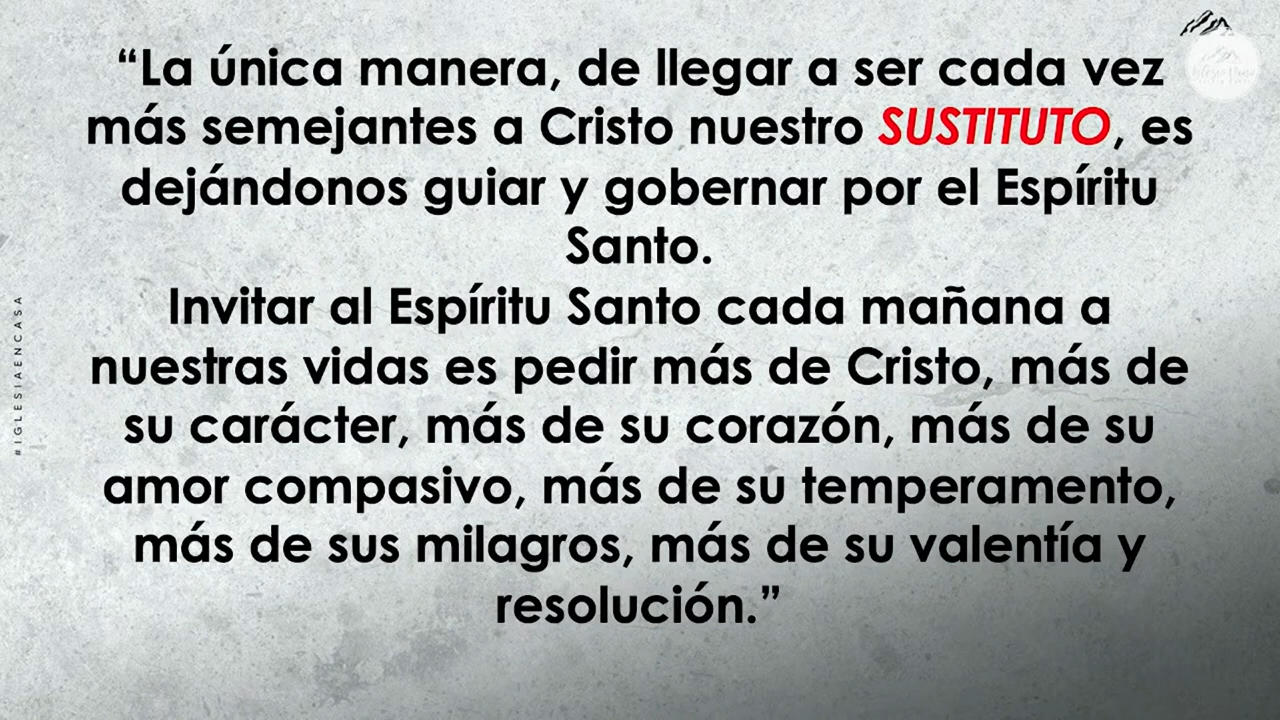 “La única manera, de llegar a ser cada vez
más semejantes a Cristo nuestro SUSTITUTO, es
dejándonos guiar y gobernar por el Espíritu
Santo.
Invitar al Espíritu Santo cada mañana a
nuestras vidas es pedir más de Cristo, más de
su carácter, más de su corazón, más de su
amor compasivo, más de su temperamento,
más de sus milagros, más de su valentía y
resolución.”
#IGLESIAENCASA